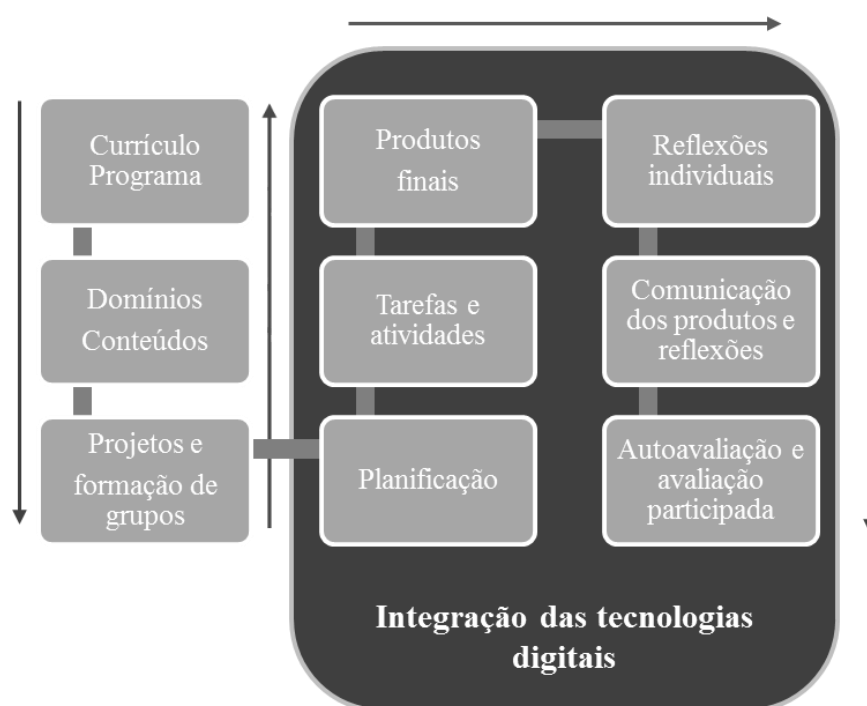 Currículo
Programa
Domínios
Conteúdos
Projetos e
formação de
grupos
Produtos
finais
Tarefas e
atividades
Planificação
Reflexões
individuais
Comunicação
dos produtos e
reflexões
Autoavaliação e
avaliação
participada
Integração das tecnologias
digitais